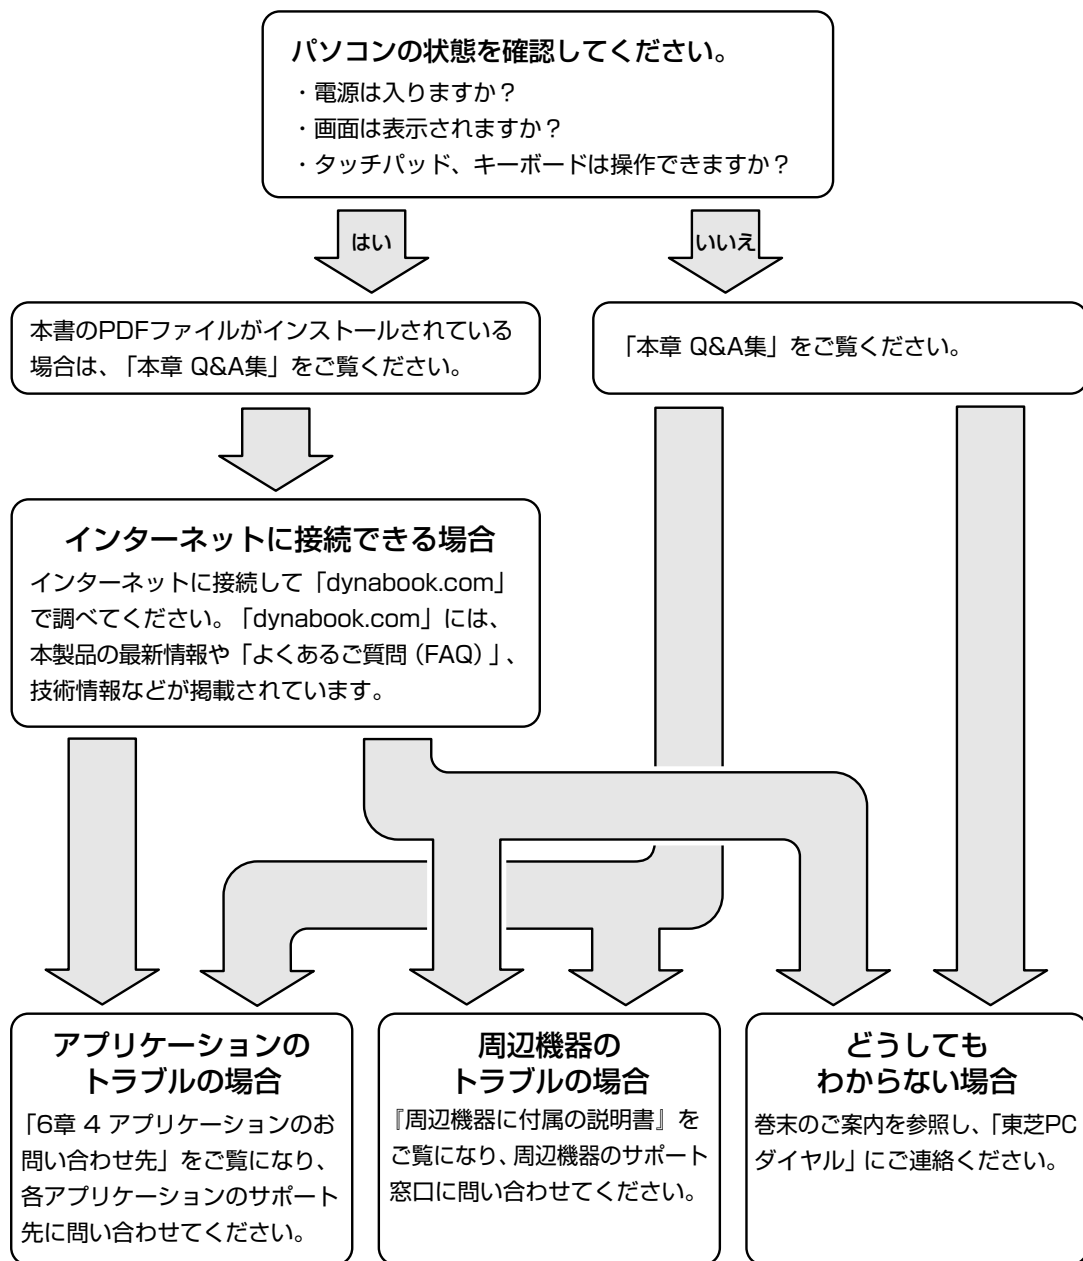 パソコンの状態を確認してください。
・電源は入りますか？
・画面は表示されますか？
・タッチパッド、キーボードは操作できますか？
はい
いいえ
本書のPDFファイルがインストールされている
場合は、「本章 Q&A集」をご覧ください。
「本章 Q&A集」をご覧ください。
インターネットに接続できる場合
インターネットに接続して「dynabook.com」
で調べてください。「dynabook.com」には、
本製品の最新情報や「よくあるご質問（FAQ）」、
技術情報などが掲載されています。
アプリケーションの
トラブルの場合
「6章 4 アプリケーションのお
問い合わせ先」をご覧になり、
各アプリケーションのサポート
先に問い合わせてください。
周辺機器の
トラブルの場合
『周辺機器に付属の説明書』を
ご覧になり、周辺機器のサポート
窓口に問い合わせてください。
どうしても
わからない場合
巻末のご案内を参照し、「東芝PC
ダイヤル」にご連絡ください。